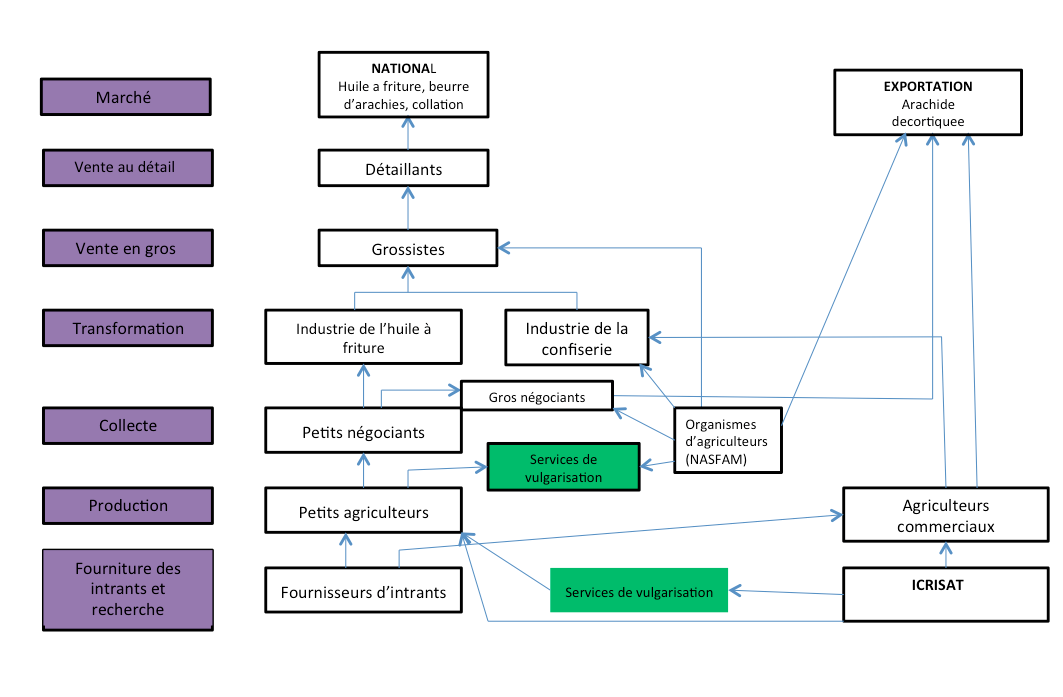 Marché
NATIONAL
Huile a friture, beurre
d’arachies, collation
EXPORTATION
Arachide
decortiquee
Vente au détail
Détaillants
Vente en gros
Grossistes
Transformation
Industrie de l’huile à
friture
Industrie de la
confiserie
Gros négociants
Collecte
Petits négociants
Organismes
d’agriculteurs
(NASFAM)
Services de
vulgarisation
Production
Petits agriculteurs
Agriculteurs
commerciaux
Fourniture des
intrants et
recherche
Fournisseurs d’intrants
Services de vulgarisation
ICRISAT